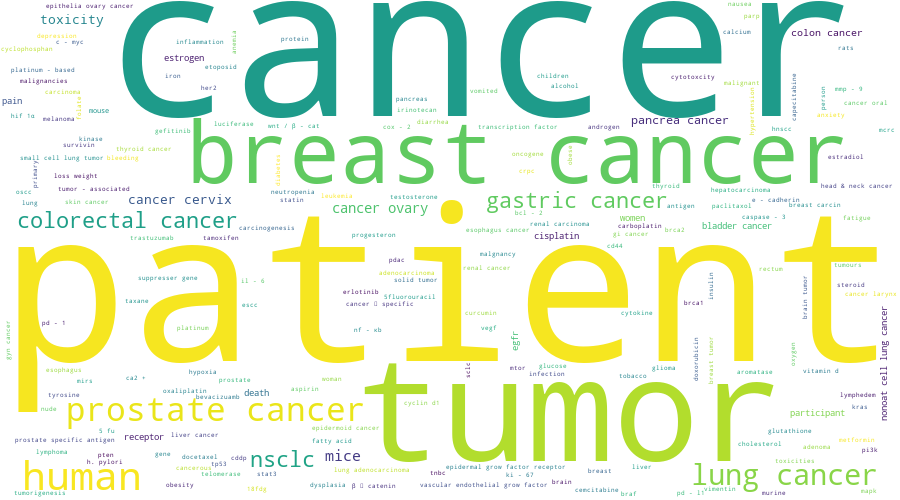 epithelia ovary cancer
toxicity
depression
c - myc
cyclophosphan
platinum - based
malignancies
carcinoma
pain
folate
mouse
hif 1α
melanoma
cancer
inflammation
protein
anemia
estrogen
etoposid
iron
her2
children
alcohol
pancreas
irinotecan
vomited
nausea
parp
calcium
colon cancer
rats
cytotoxity
malignant
hypertension
capecitabine
person
mmp - 9
cancer oral
anxiety
hnscc
mcrc
pancrea cancer
androgen
transcription factor
diarrhea
cox - 2
wnt / β - cat
luciferase
gefitinib
kinase
survivin
thyroid cancer
small cell lung tumor
bleeding
primary
loss weight
tumor - associated
oscc
lung
skin cancer
breast cancer
diabetes
oncogene
crpc
obese
estradiol
head & neck cancer
thyroid
hepatocarcinoma
neutropenia
statin
leukemia
testosterone
cancer cervix
cancer ovary
gastric cancer
antigen
paclitaxol
e - cadherin
breast carcin
caspase - 3
fatigue
colorectal cancer
carcinogenesis
trastuzumab
tamoxifen
progesteron
bcl - 2
esophagus cancer
renal carcinoma
cisplatin
women
carboplatin
gi cancer
brca2
bladder cancer
cd44
patient
suppresser gene
il - 6
taxane
escc
platinum
pd - 1
pdac
adenocarcinoma
solid tumor
malignancy
renal cancer
erlotinib
5fluorouracil
cancer specific
curcumin
nf - κb
vegf
egfr
cytokine
brca1
insulin
rectum
tumours
steroid
cancer larynx
brain tumor
gyn cancer
nonoat cell lung cancer
oxygen
breast tumor
doxorubicin
esophagus
mirs
ca2 +
hypoxia
prostate
woman
aspirin
tyrosine
oxaliplatin
bevacizuamb
death
nude
prostate cancer
tumor
sclc
mtor
glucose
infection
tobacco
glioma
aromatase
vitamin d
lymphedem
kras
participant
cyclin d1
5 fu
epidermid cancer
prostate specific antigen
receptor
liver cancer
fatty acid
glutathione
cholesterol
adenoma
metformin
pi3k
lymphoma
pten
h. pylori
gene
docetaxel
cddp
tp53
nsclc
mice
cancerous
telomerase
stat3
lung adenocarcinoma
tnbc
epidermal grow factor receptor
ki - 67
breast
liver
toxicities
human
lung cancer
tumorigenesis
obesity
18fdg
dysplasia
β catenin
vascular endothelial grow factor
brain
cemcitabine
braf
pd - l1
vimentin
murine
mapk